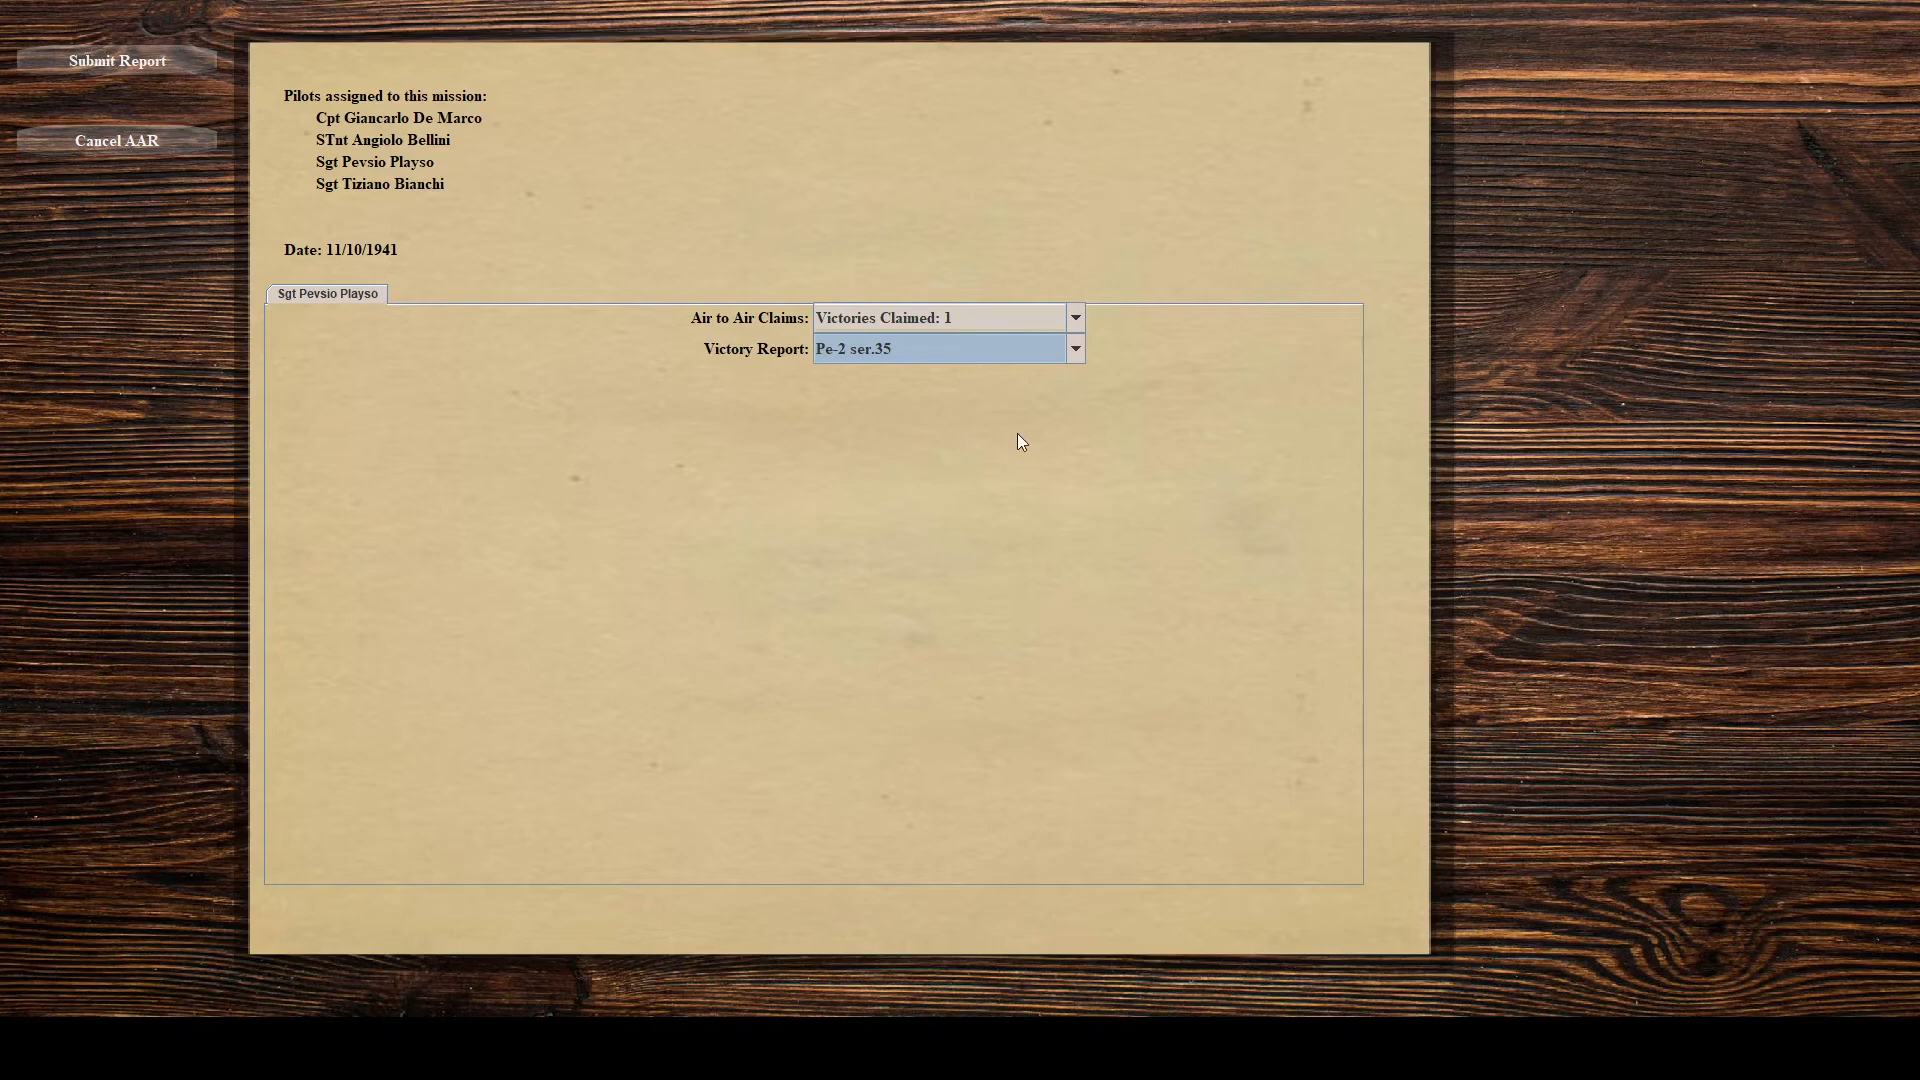 Submit Report
Cancel AAR
Pilots assigned to this mission:
Cpt Giancarlo De Marco
STnt Angiolo Bellini
Sgt Pevsio Playso
Sgt Tiziano Bianchi
Date: 11/10/1941
Sgt Pevsio Playso
Air to Air Claims: Victories Claimed: 1
Victory Report: Pe-2 ser.35